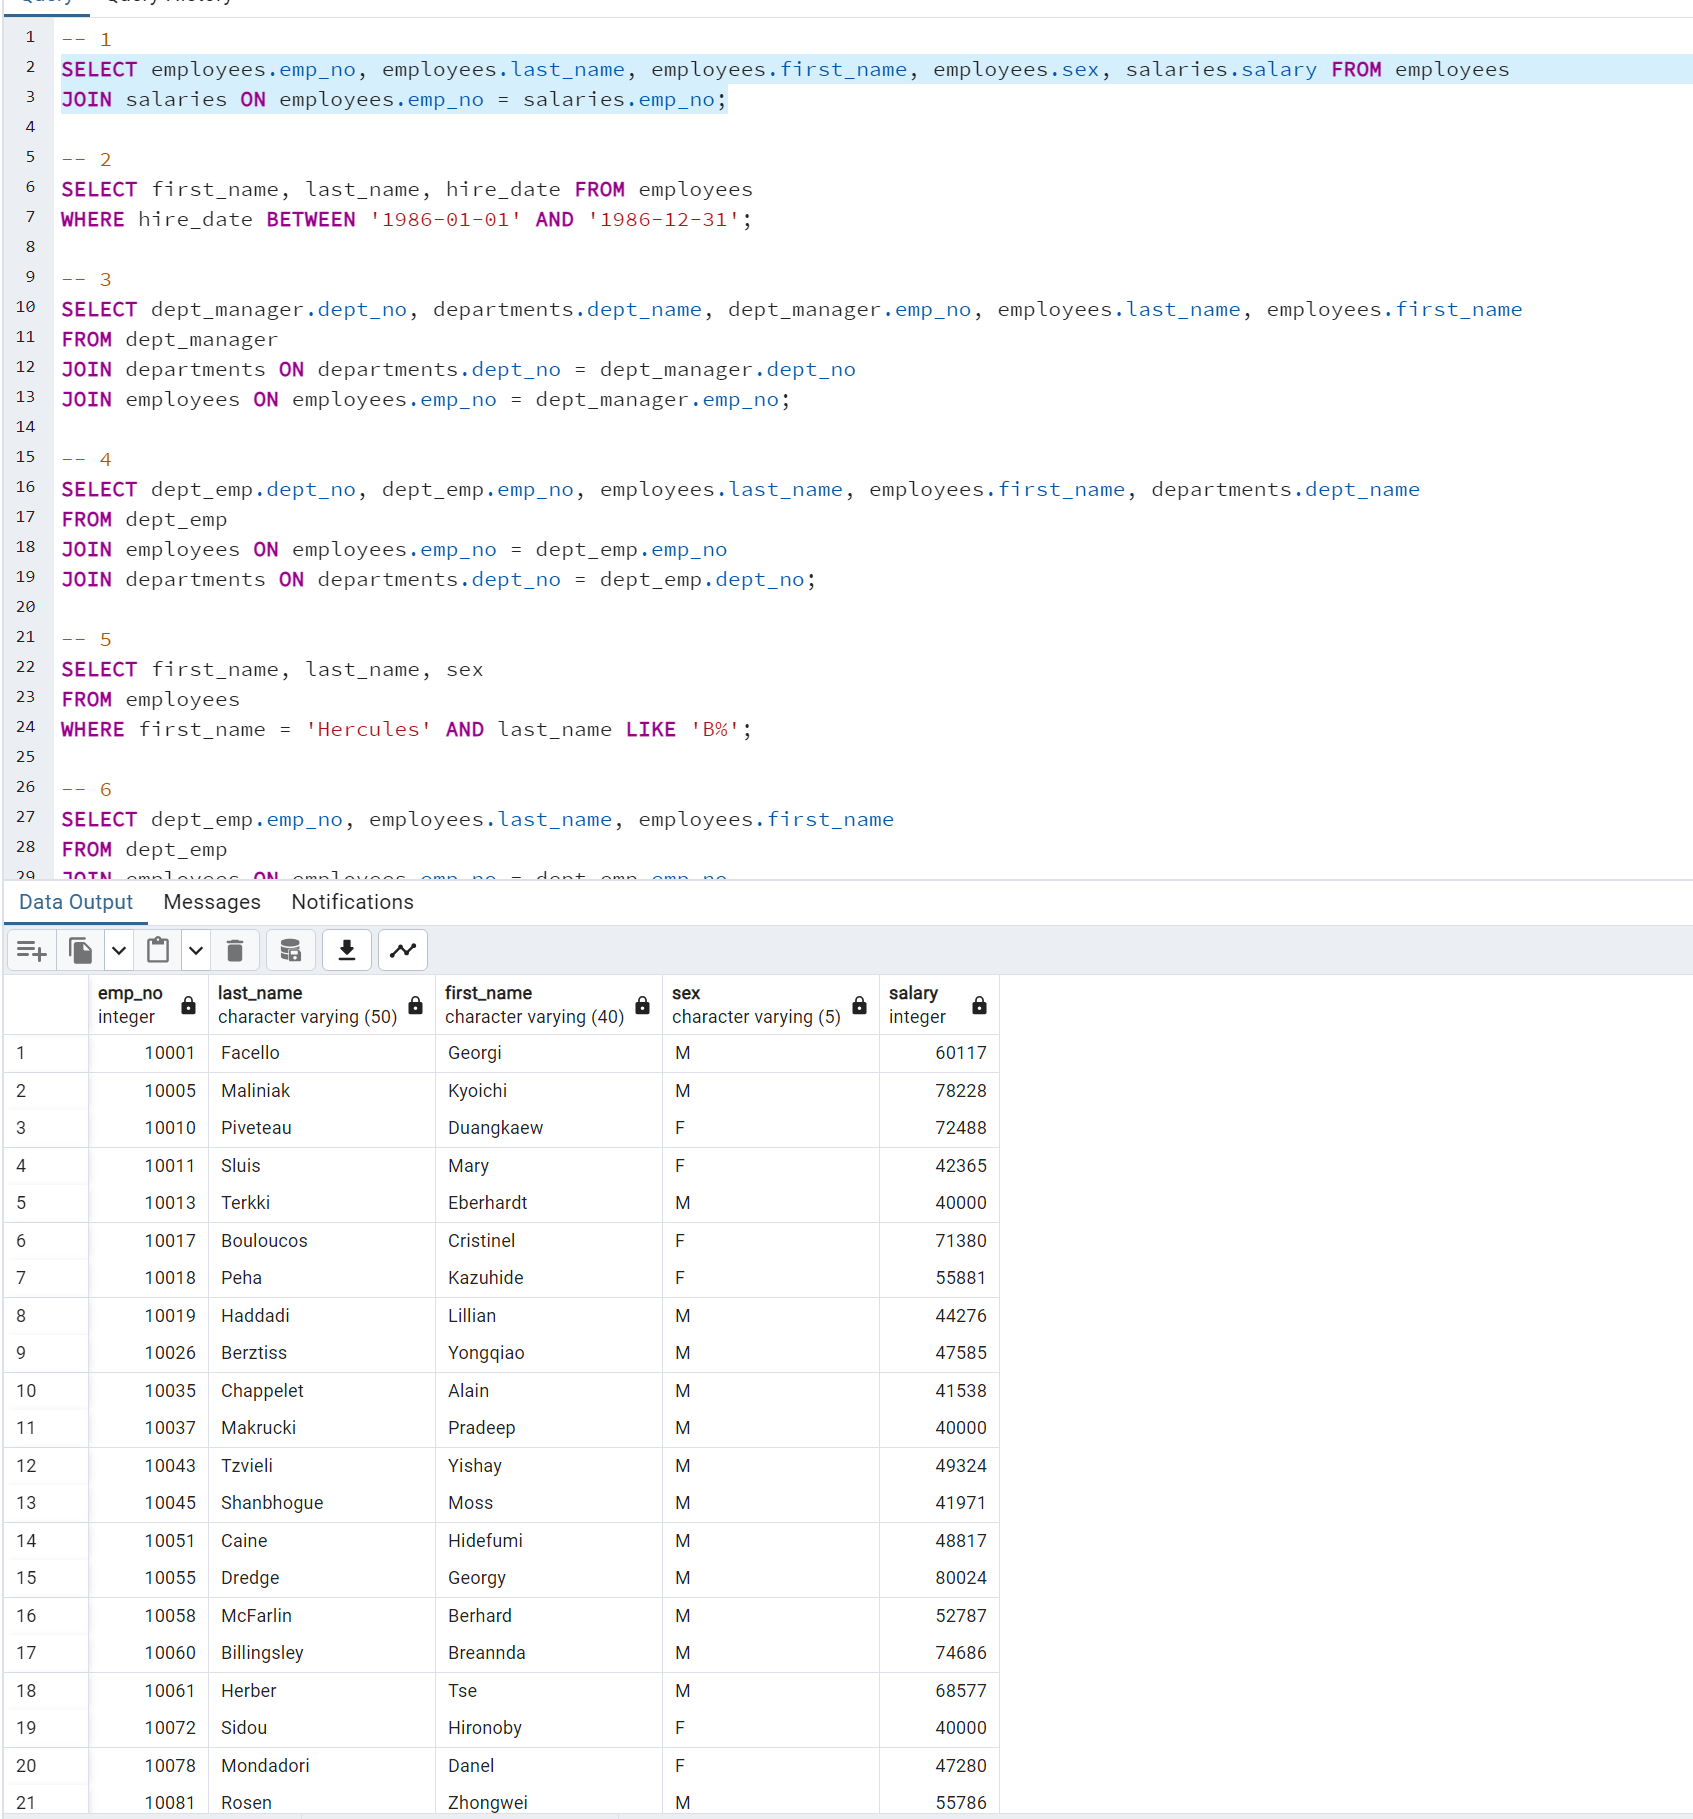 Query Query History
1 -- 1
2 SELECT employees.emp_no, employees.last_name, employees.first_name, employees.sex, salaries.salary FROM employees
3 JOIN salaries ON employees.emp_no = salaries.emp_no;
4
5 -- 2
6 SELECT first_name, last_name, hire_date FROM employees
7 WHERE hire_date BETWEEN '1986-01-01' AND '1986-12-31';
8
9 -- 3
10 SELECT dept_manager.dept_no, departments.dept_name, dept_manager.emp_no, employees.last_name, employees.first_name
11 FROM dept_manager
12 JOIN departments ON departments.dept_no = dept_manager.dept_no
13 JOIN employees ON employees.emp_no = dept_manager.emp_no;
14
15 -- 4
16 SELECT dept_emp.dept_no, dept_emp.emp_no, employees.last_name, employees.first_name, departments.dept_name
17 FROM dept_emp
18 JOIN employees ON employees.emp_no = dept_emp.emp_no
19 JOIN departments ON departments.dept_no = dept_emp.dept_no;
20
21 -- 5
22 SELECT first_name, last_name, sex
23 FROM employees
24 WHERE first_name = 'Hercules' AND last_name LIKE 'B%';
25
26 -- 6
27 SELECT dept_emp.emp_no, employees.last_name, employees.first_name
28 FROM dept_emp
29 JOIN employees ON employees.emp_no = dept_emp.emp_no
Data Output Messages Notifications
emp_no last_name first_name sex salary
integer character varying (50) character varying (40) character varying (5) integer
1 10001 Facello Georgi M 60117
2 10005 Maliniak Kyoichi M 78228
3 10010 Piveteau Duangkaew F 72488
4 10011 Sluis Mary F 42365
5 10013 Terkki Eberhardt M 40000
6 10017 Bouloucos Cristinel F 71380
7 10018 Peha Kazuhide F 55881
8 10019 Haddadi Lillian M 44276
9 10026 Berztiss Yongqiao M 47585
10 10035 Chappelet Alain M 41538
11 10037 Makrucki Pradeep M 40000
12 10043 Tzvieli Yishay M 49324
13 10045 Shanbhogue Moss M 41971
14 10051 Caine Hidefumi M 48817
15 10055 Dredge Georgy M 80024
16 10058 McFarlin Berhard M 52787
17 10060 Billingsley Breannda M 74686
18 10061 Herber Tse M 68577
19 10072 Sidou Hironoby F 40000
20 10078 Mondadori Danel F 47280
21 10081 Rosen Zhongwei M 55786